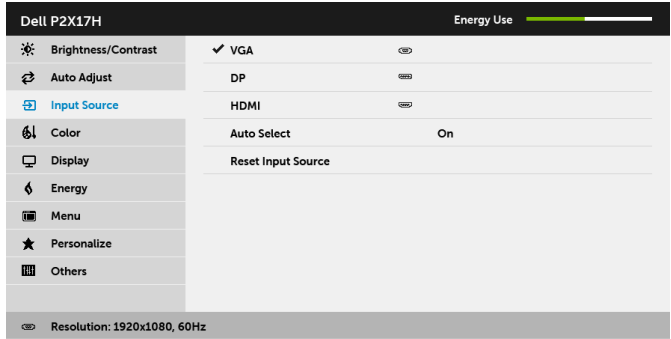 Dell P2X17H
Energy Use
Brightness/Contrast
VGA
Auto Adjust
DP
Input Source
HDMI
Color
Auto Select On
Display
Reset Input Source
Energy
Menu
Personalize
Others
Resolution: 1920x1080, 60Hz